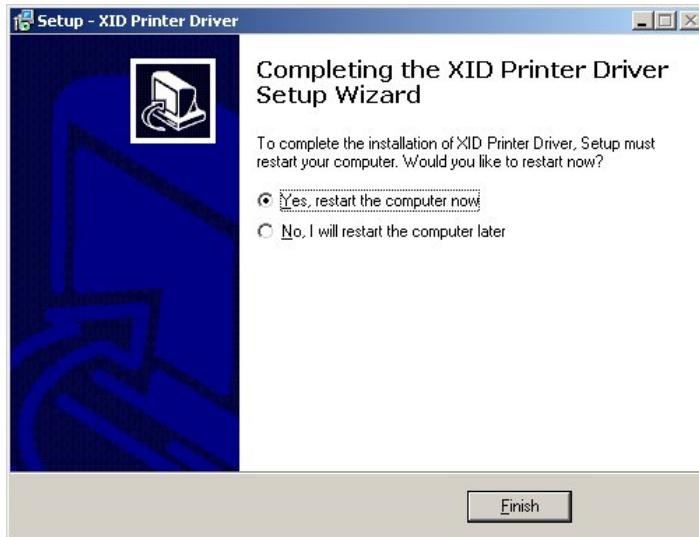 Setup - XID Printer Driver
Completing the XID Printer Driver
Setup Wizard
To complete the installation of XID Printer Driver, Setup must
restart your computer. Would you like to restart now?
Yes, restart the computer now
No, I will restart the computer later
Finish